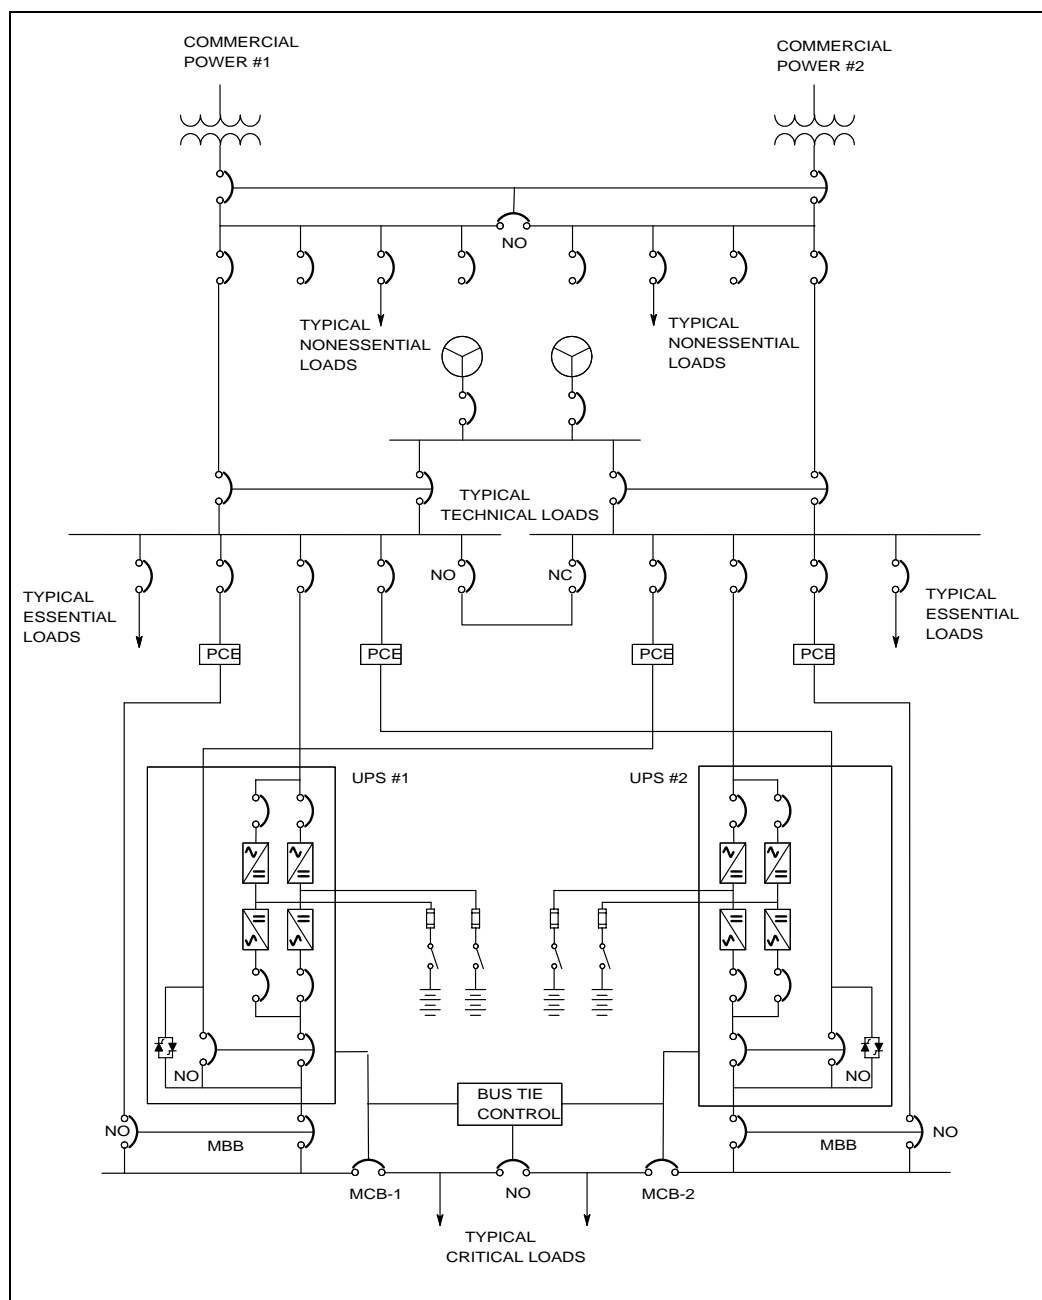 COMMERCIAL
POWER #1
COMMERCIAL
POWER #2
NO
TYPICAL
NONESSENTIAL
LOADS
TYPICAL
NONESSENTIAL
LOADS
TYPICAL
TECHNICAL LOADS
NO
NC
TYPICAL
ESSENTIAL
LOADS
TYPICAL
ESSENTIAL
LOADS
PCE
PCE
PCE
PCE
UPS #1
UPS #2
NO
NO
BUS TIE
CONTROL
NO
MBB
MBB
NO
MCB-1
NO
MCB-2
TYPICAL
CRITICAL LOADS